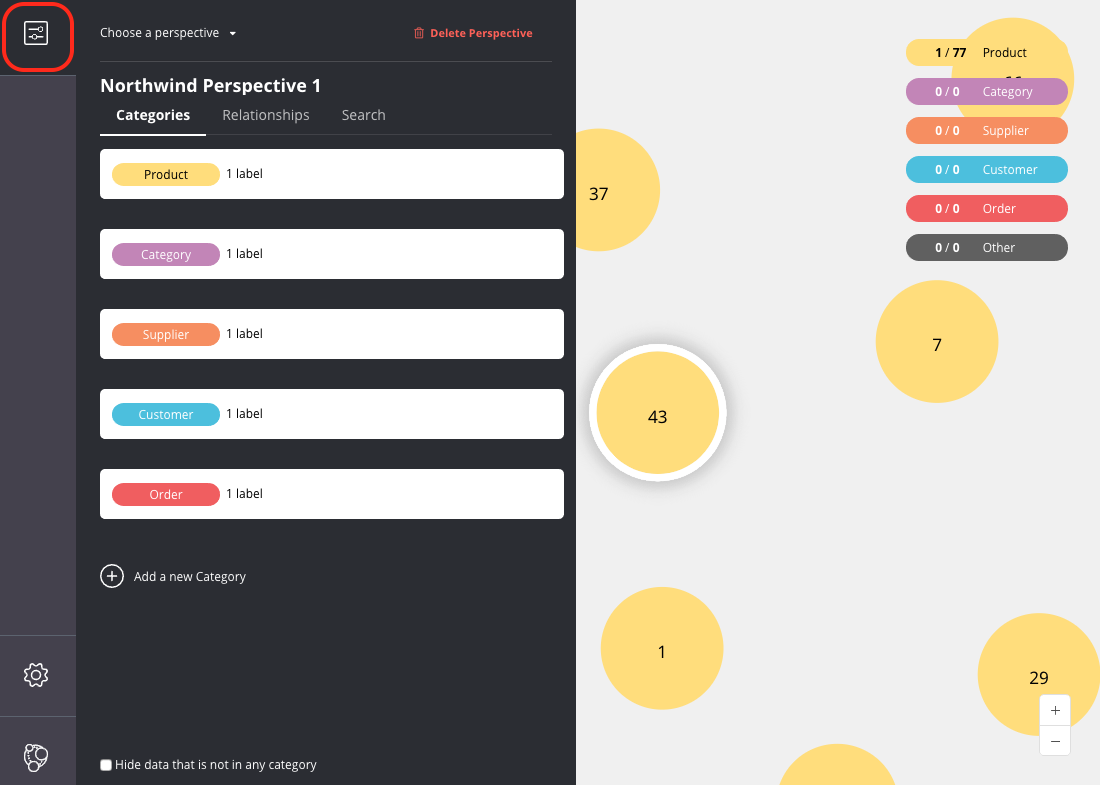 Choose a perspective
Delete Perspective
Northwind Perspective 1
Categories Relationships Search
Product 1 label
Category 1 label
Supplier 1 label
Customer 1 label
Order 1 label
Add a new Category
Hide data that is not in any category
1 / 77 Product
0 / 0 Category
0 / 0 Supplier
0 / 0 Customer
0 / 0 Order
0 / 0 Other
37
7
43
1
29
+
−